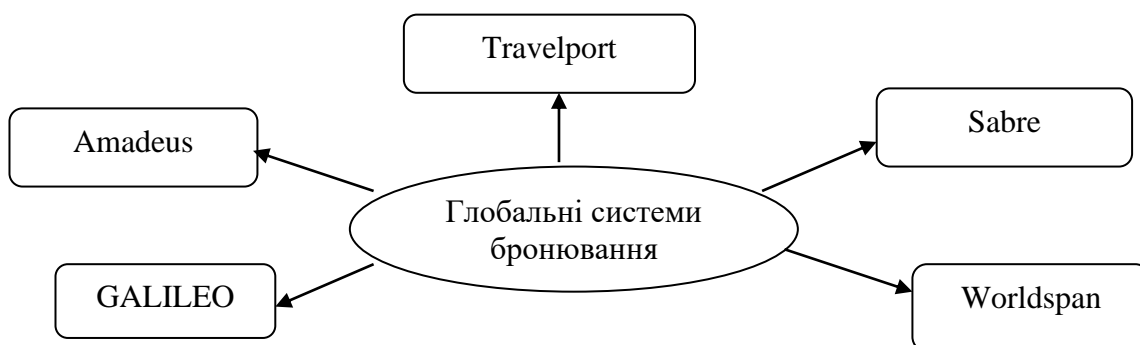 Travelport
Amadeus
Sabre
Глобальні системи
бронювання
GALILEO
Worldspan